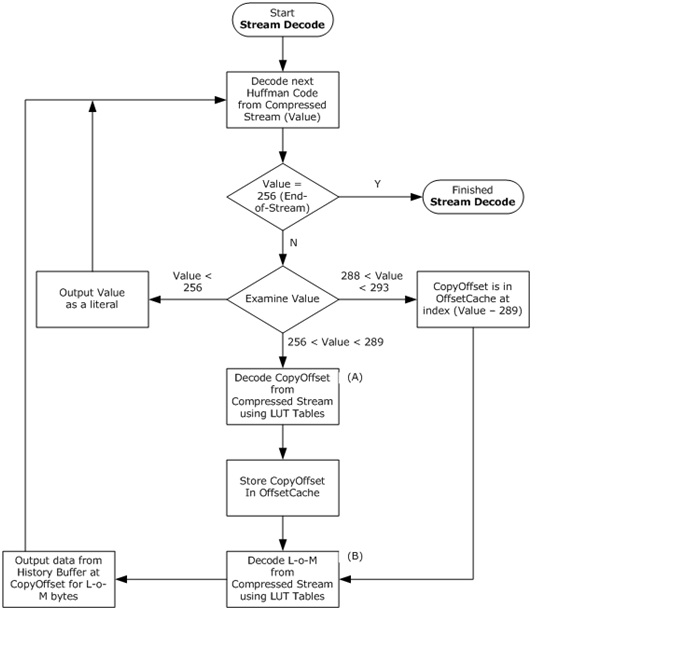 Start
Stream Decode
Decode next
Huffman Code
from Compressed
Stream (Value)
Value =
256 (End-
of-Stream)
Y
Finished
Stream Decode
N
Value <
256
288 < Value
< 293
Output Value
as a literal
Examine Value
CopyOffset is in
OffsetCache at
index (Value – 289)
256 < Value < 289
Decode CopyOffset
from
Compressed Stream
using LUT Tables
(A)
Store CopyOffset
In OffsetCache
Output data from
History Buffer at
CopyOffset for L-o-
M bytes
Decode L-o-M
from
Compressed Stream
using LUT Tables
(B)